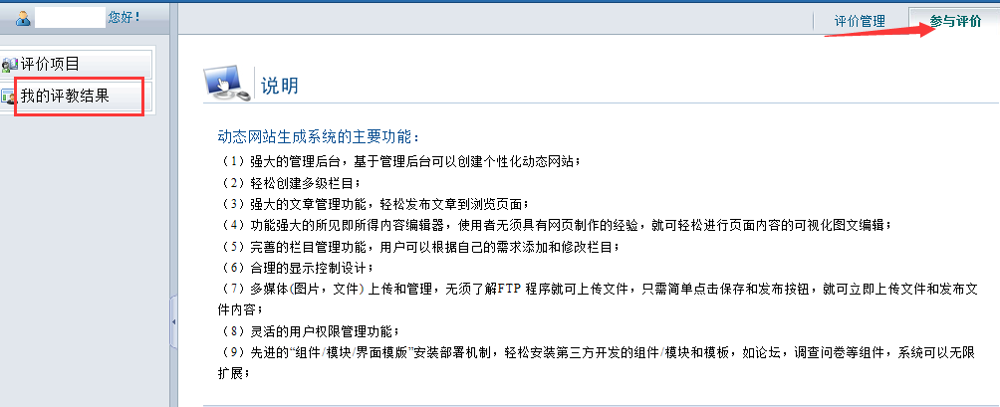 您好！
评价管理
参与评价
评价项目
我的评教结果
说明
动态网站生成系统的主要功能：
（1）强大的管理后台，基于管理后台可以创建个性化动态网站；
（2）轻松创建多级栏目；
（3）强大的文章管理功能，轻松发布文章到浏览页面；
（4）功能强大的所见即所得内容编辑器，使用者无须具有网页制作的经验，就可轻松进行页面内容的可视化图文编辑；
（5）完善的栏目管理功能，用户可以根据自己的需求添加和修改栏目；
（6）合理的显示控制设计；
（7）多媒体(图片，文件) 上传和管理，无须了解FTP 程序就可上传文件，只需简单点击保存和发布按钮，就可立即上传文件和发布文
件内容；
（8）灵活的用户权限管理功能；
（9）先进的“组件/模块/界面模版”安装部署机制，轻松安装第三方开发的组件/模块和模板，如论坛，调查问卷等组件，系统可以无限
扩展；